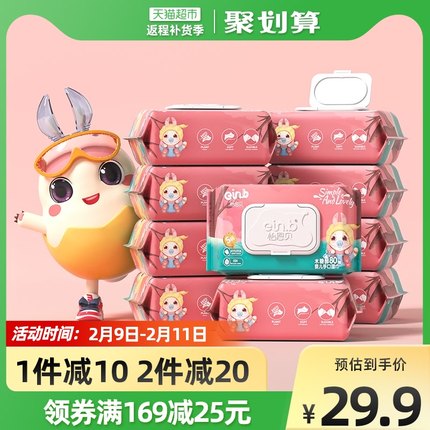 天猫超市
返程补货季
聚划算
Simple And Lovely
Ein.b
怡恩贝
80
活动时间：2月9日-2月11日
1件减10 2件减20
领券满169减25元
预估到手价
¥29.9